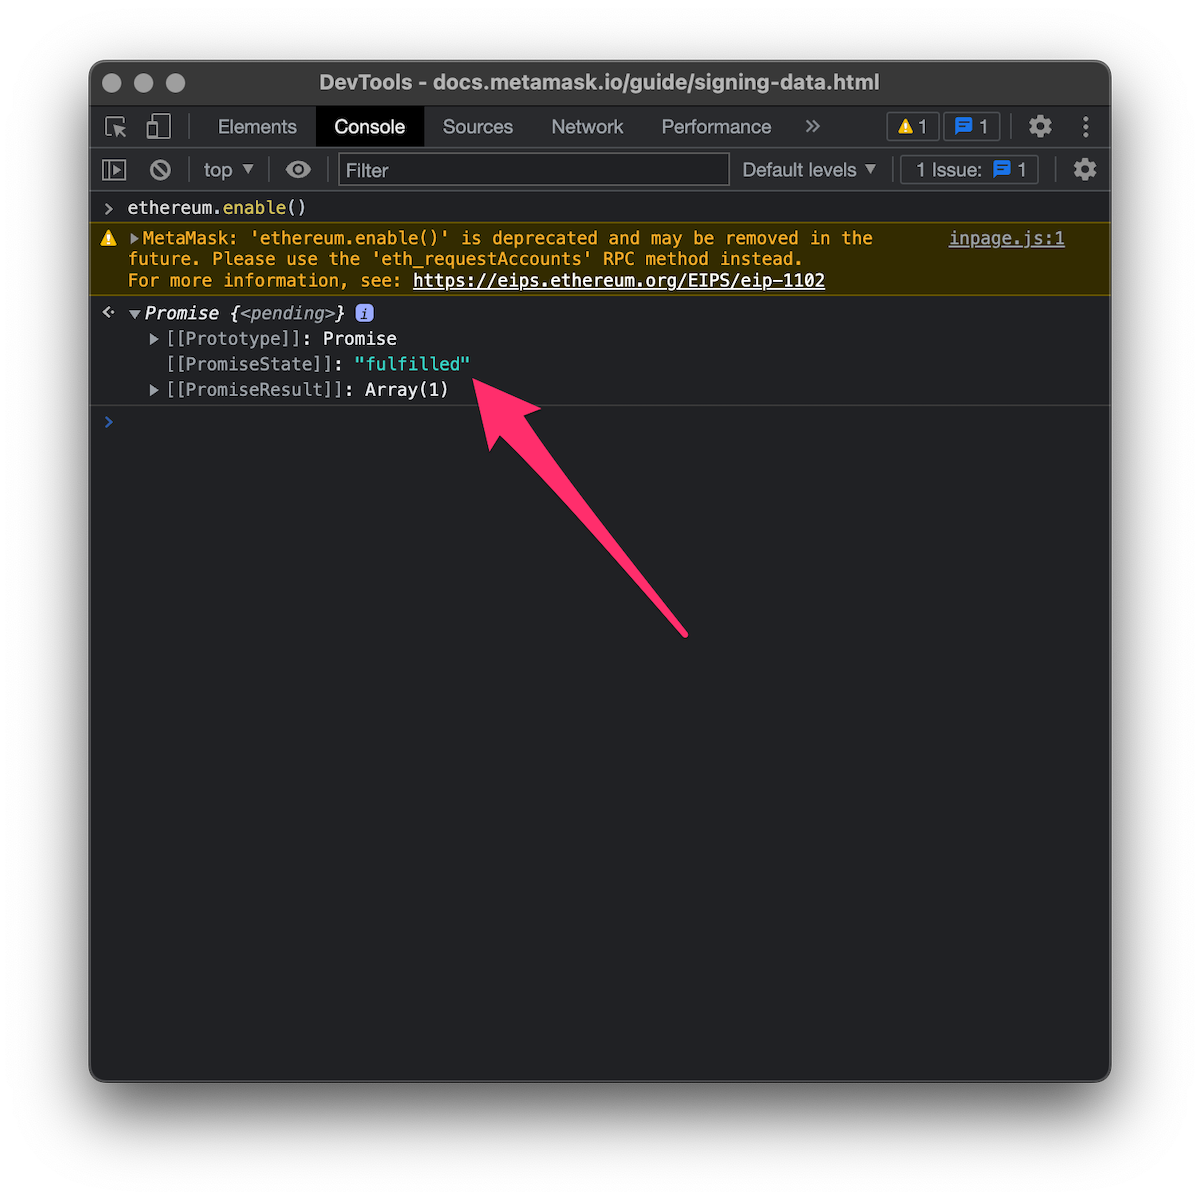 DevTools - docs.metamask.io/guide/signing-data.html
Elements Console Sources Network Performance » 1 1
top ▼ Filter Default levels ▼ 1 Issue: 1
> ethereum.enable()
▶MetaMask: 'ethereum.enable()' is deprecated and may be removed in the inpage.js:1
future. Please use the 'eth_requestAccounts' RPC method instead.
For more information, see: https://eips.ethereum.org/EIPS/eip-1102
▼Promise {<pending>} i
▶[[Prototype]]: Promise
[[PromiseState]]: "fulfilled"
▶[[PromiseResult]]: Array(1)
>